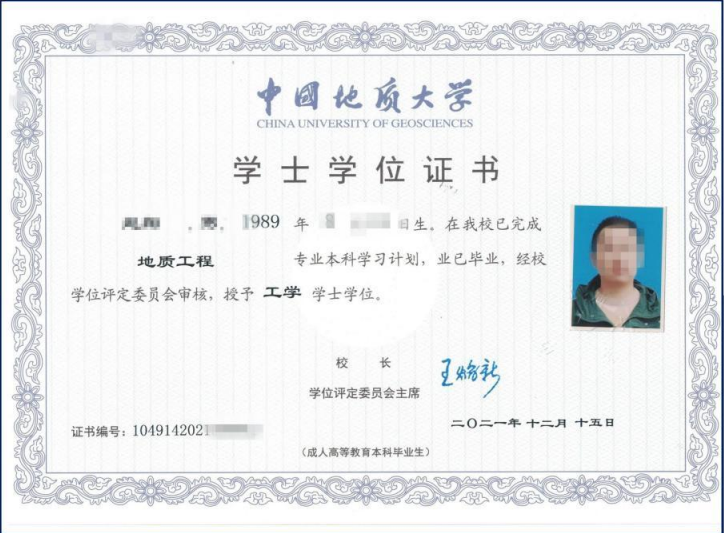 中國地质大学
CHINA UNIVERSITY OF GEOSCIENCES
学士学位证书
1989 年 日生。在我校已完成
地质工程 专业本科学习计划，业已毕业，经校
学位评定委员会审核，授予 工学 学士学位。
校 长
学位评定委员会主席
证书编号：104914202 二〇二一年 十二月 十五日
（成人高等教育本科毕业生）